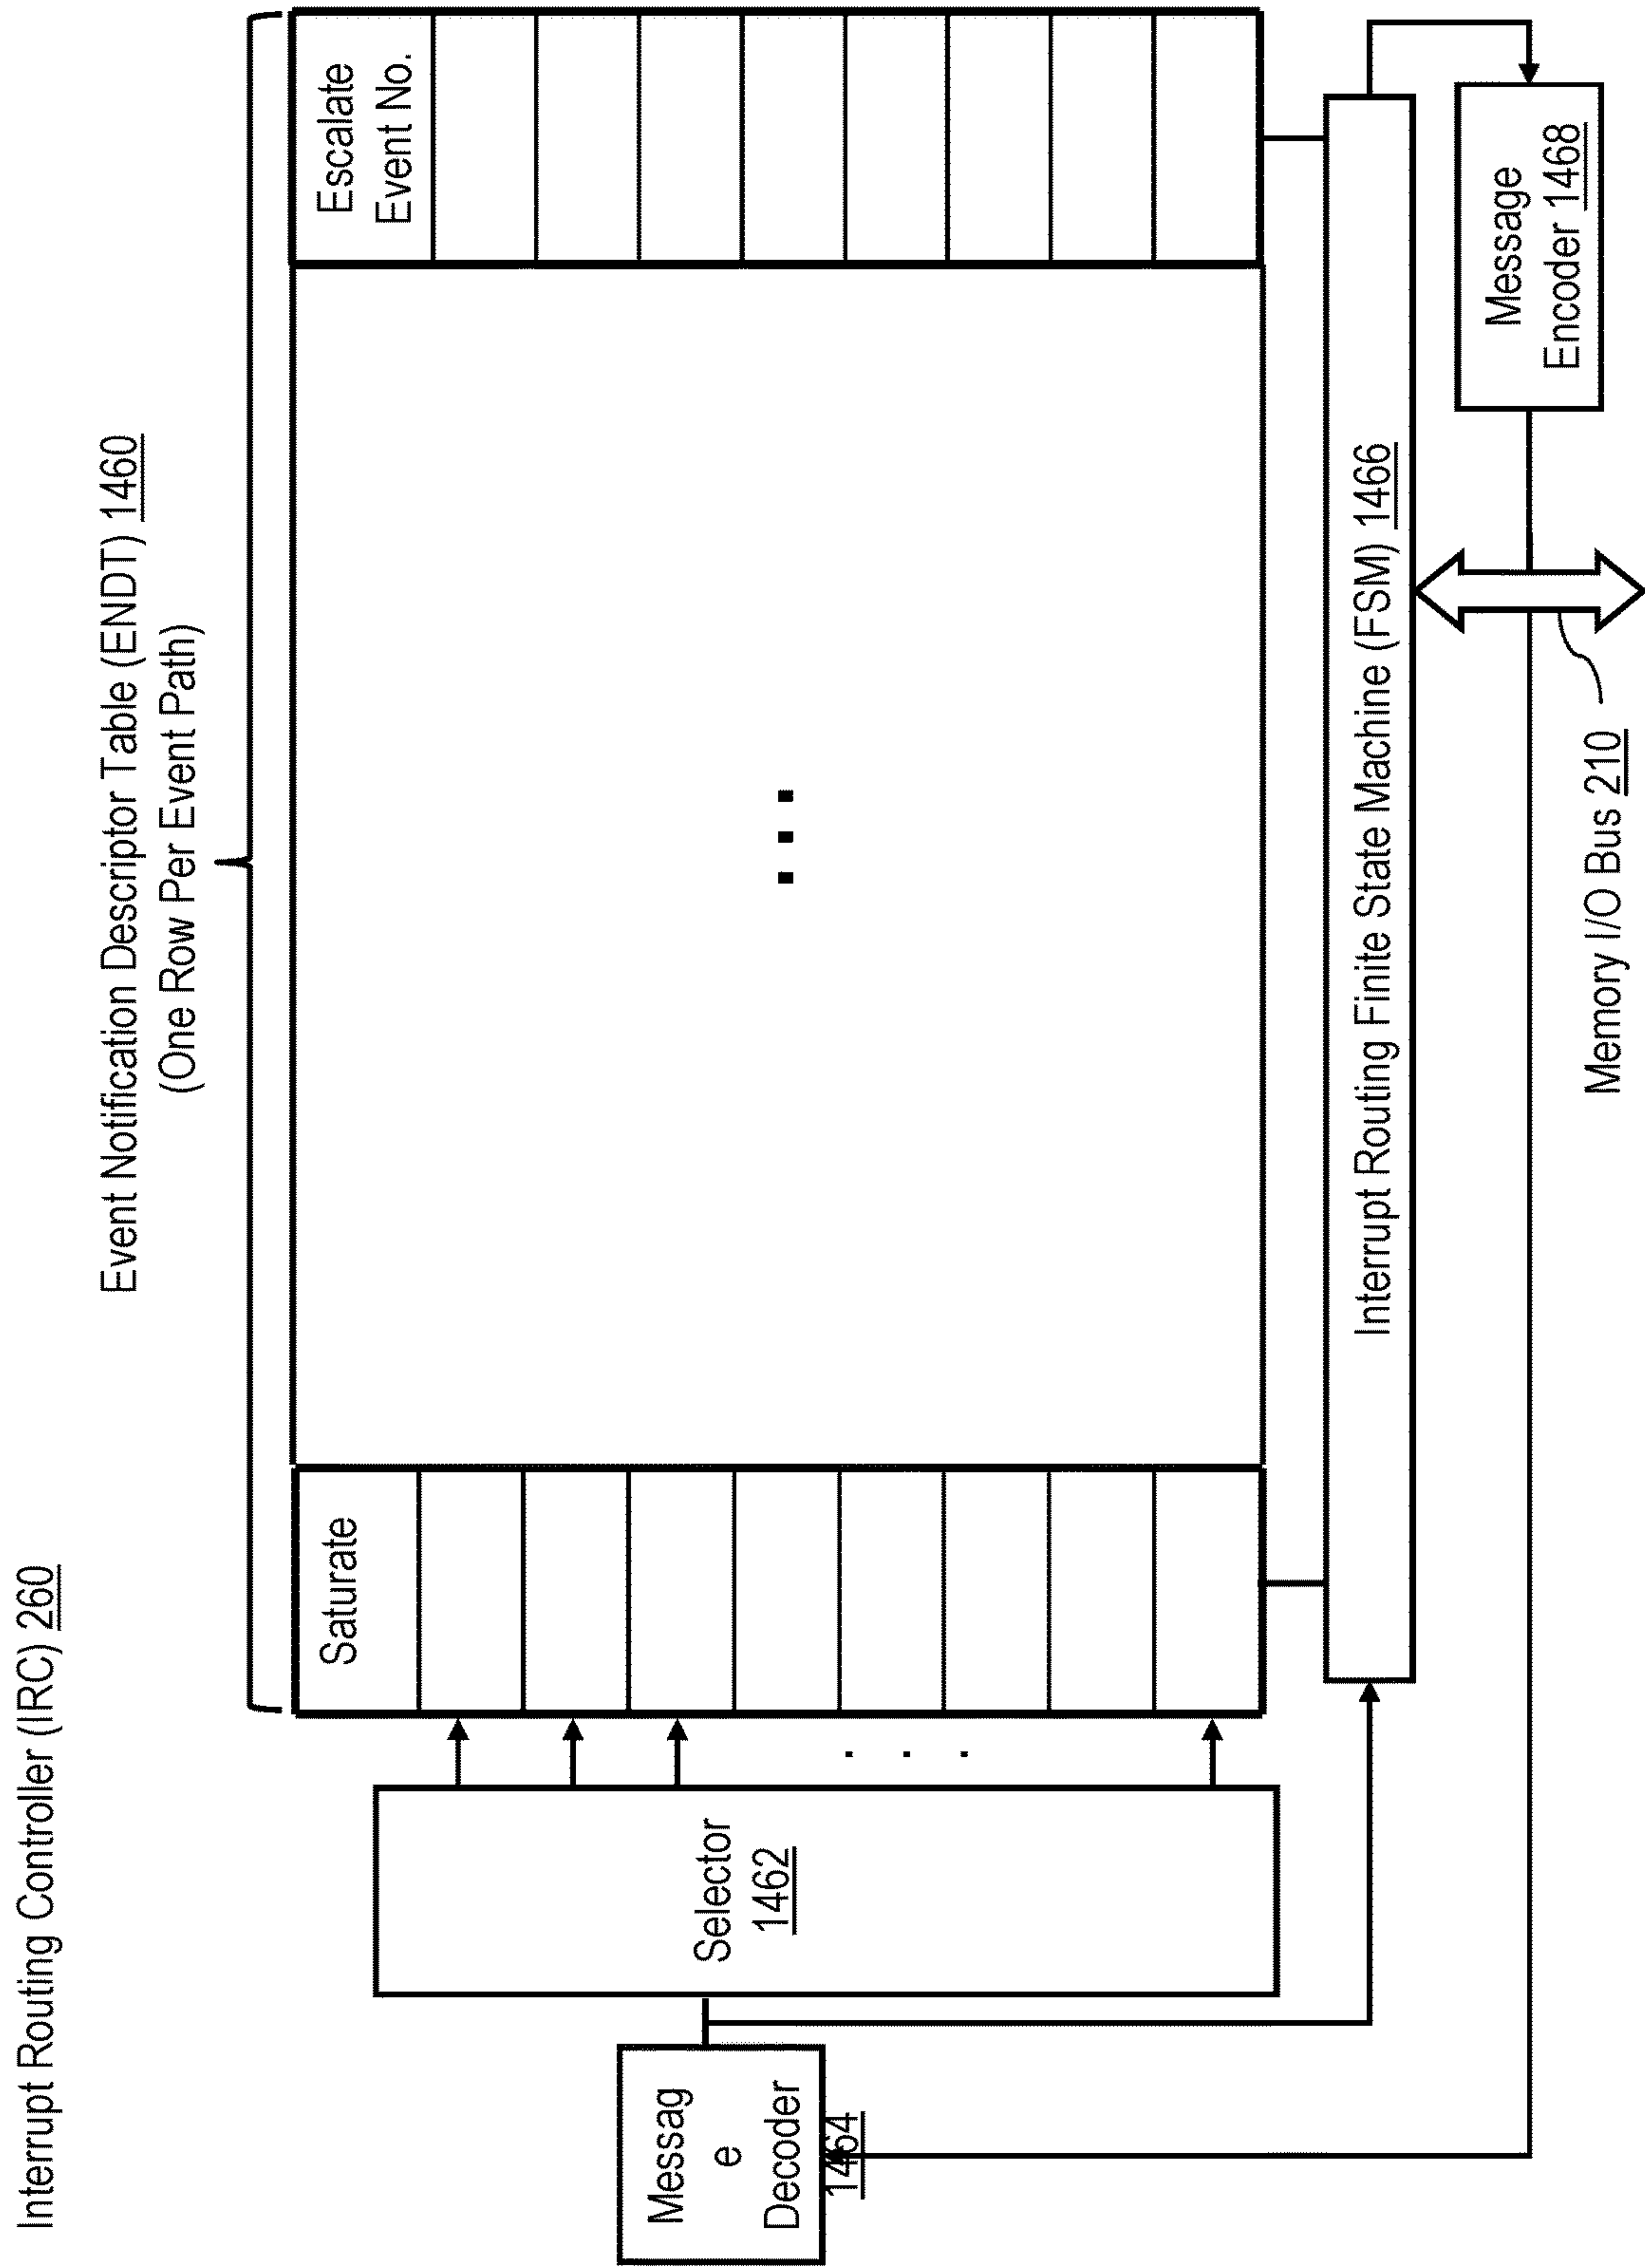 Interrupt Routing Controller (IRC) 260
Event Notification Descriptor Table (ENDT) 1460
(One Row Per Event Path)
Saturate
Escalate
Event No.
Selector
1462
Messag
e
Decoder
1464
Interrupt Routing Finite State Machine (FSM) 1466
Message
Encoder 1468
Memory I/O Bus 210